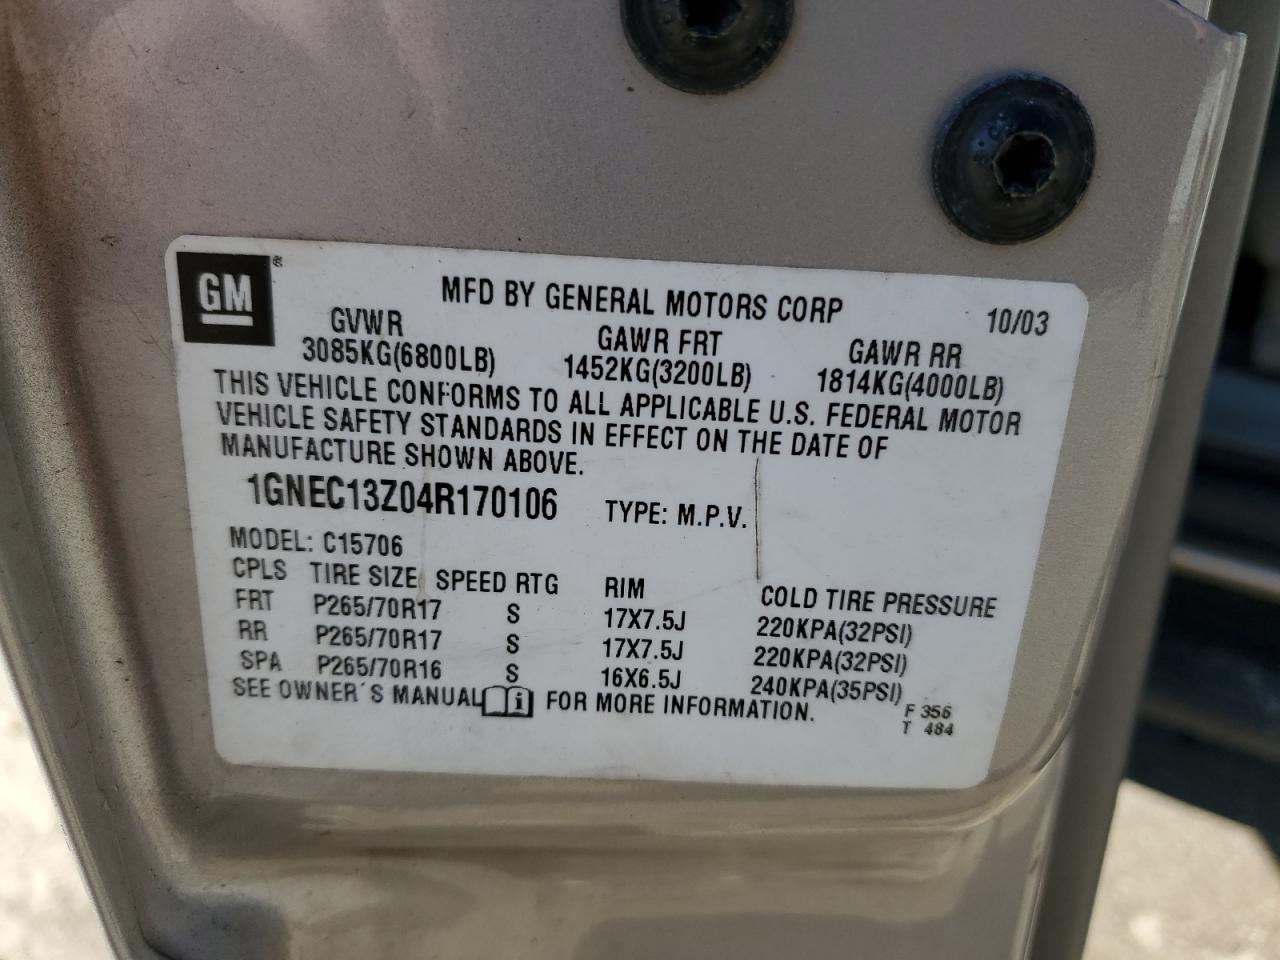 GM®
MFD BY GENERAL MOTORS CORP 10/03
GVWR GAWR FRT GAWR RR
3085KG(6800LB) 1452KG(3200LB) 1814KG(4000LB)
THIS VEHICLE CONFORMS TO ALL APPLICABLE U.S. FEDERAL MOTOR
VEHICLE SAFETY STANDARDS IN EFFECT ON THE DATE OF
MANUFACTURE SHOWN ABOVE.
1GNEC13Z04R170106 TYPE: M.P.V.
MODEL: C15706
CPLS TIRE SIZE SPEED RTG RIM COLD TIRE PRESSURE
FRT P265/70R17 S 17X7.5J 220KPA(32PSI)
RR P265/70R17 S 17X7.5J 220KPA(32PSI)
SPA P265/70R16 S 16X6.5J 240KPA(35PSI)
SEE OWNER´S MANUAL FOR MORE INFORMATION.
F 356
T 484